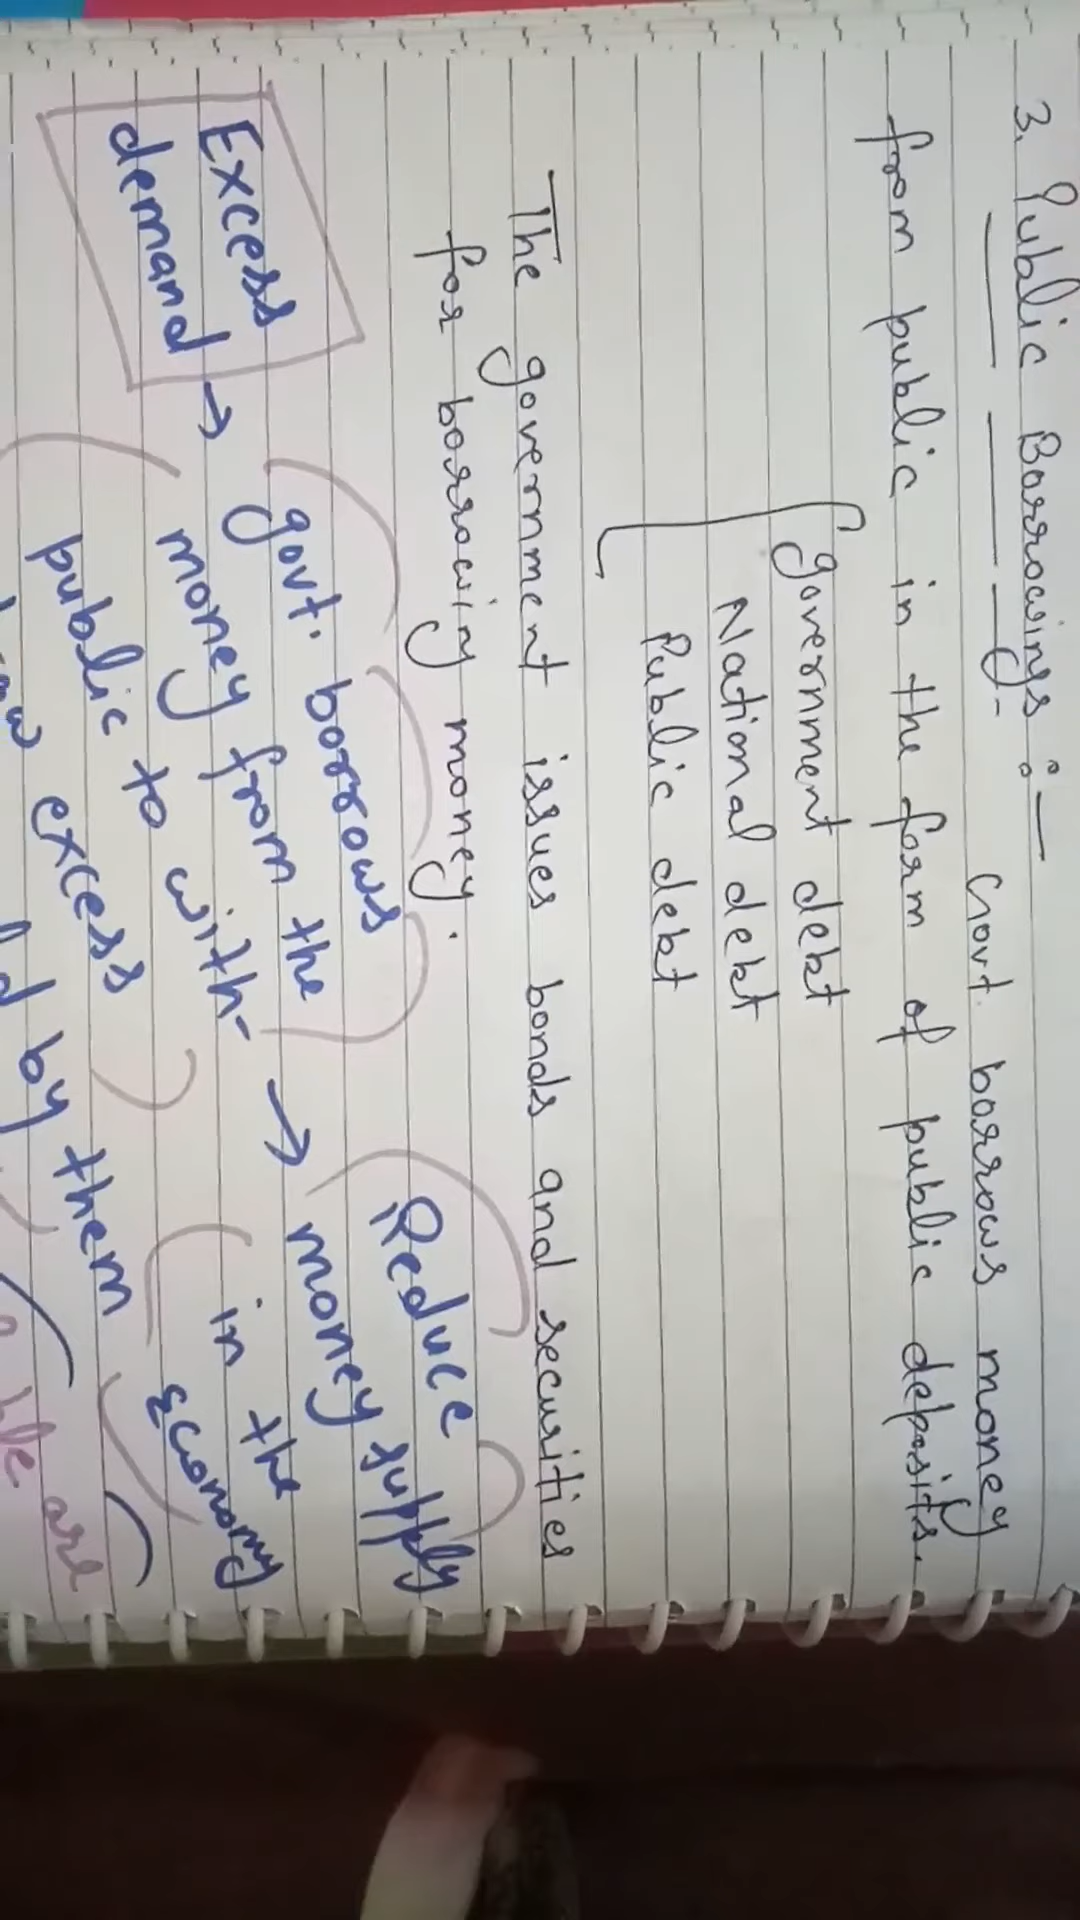 3. Public Borrowings :— Govt. borrows money
from public in the form of public deposits.
Government debt
National debt
Public debt
The government issues bonds and securities
for borrowing money.
Excess
demand → govt. borrows
money from the
public to with-
excess
by them
→ Reduce
money supply
in the
economy
are